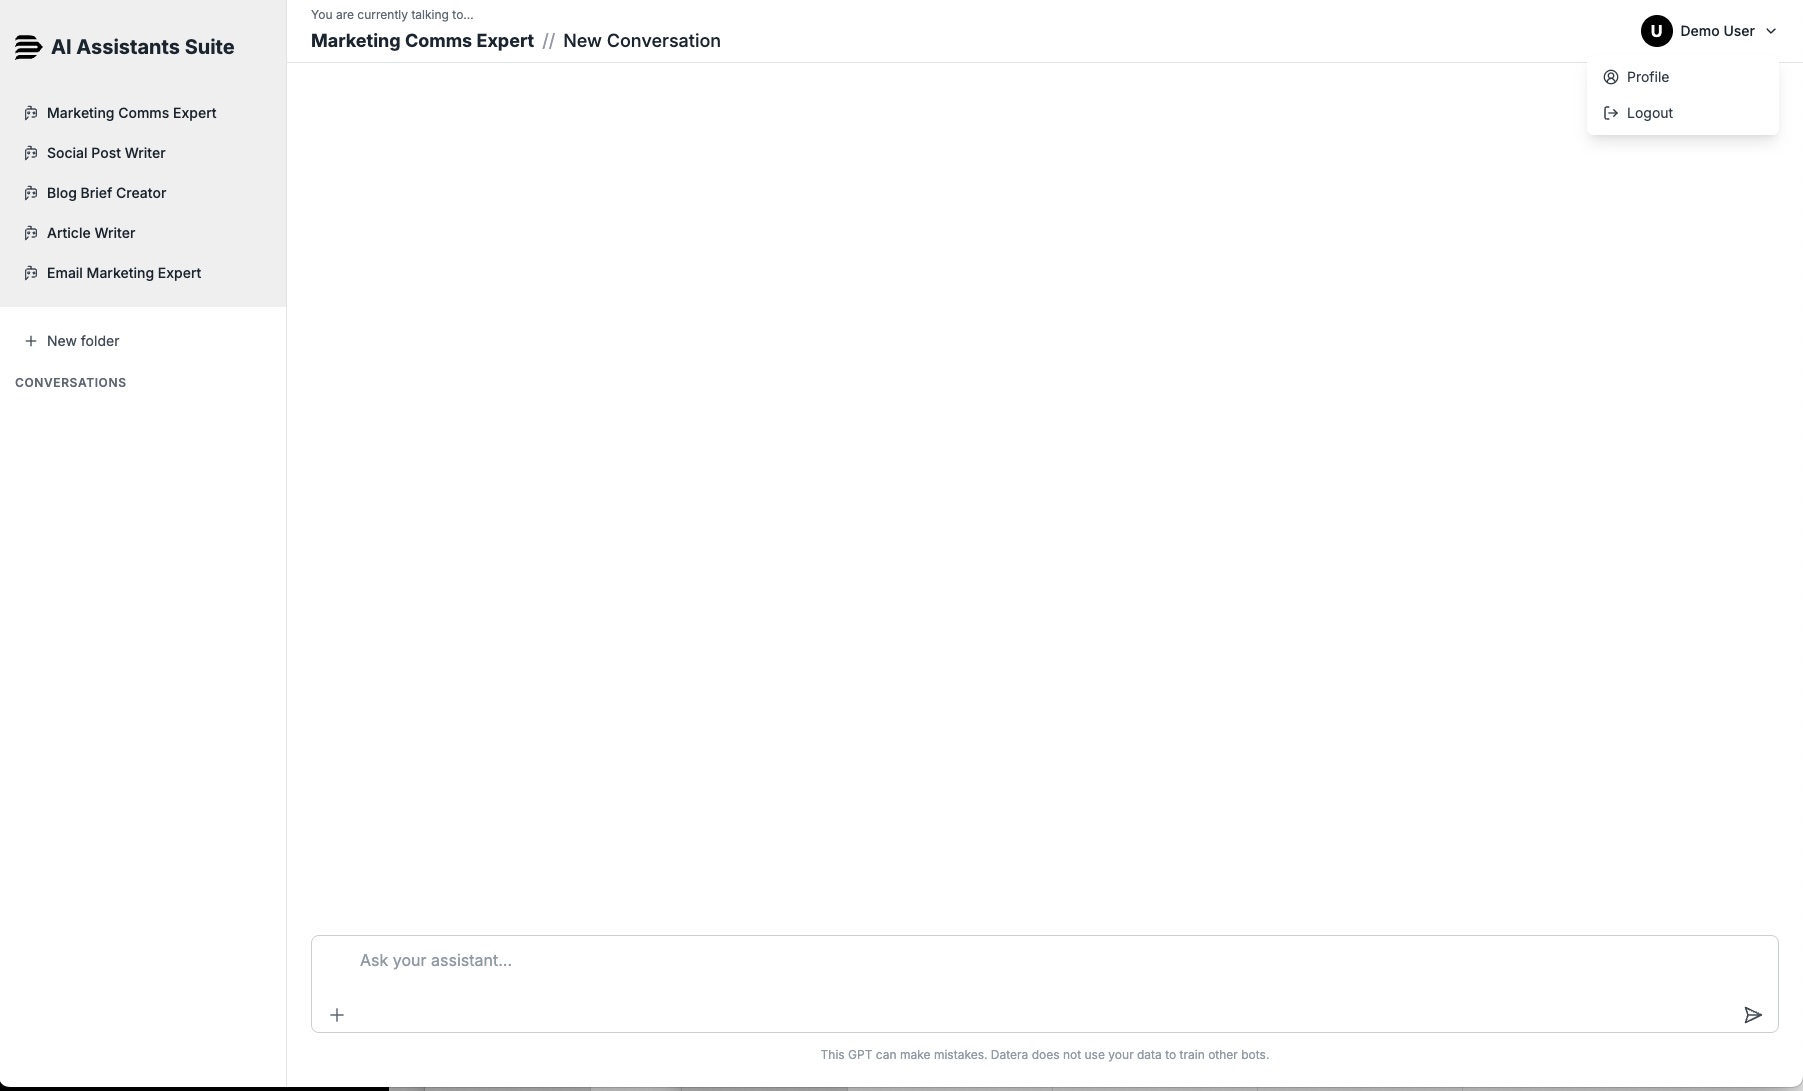 AI Assistants Suite
Marketing Comms Expert
Social Post Writer
Blog Brief Creator
Article Writer
Email Marketing Expert
New folder
CONVERSATIONS
You are currently talking to...
Marketing Comms Expert // New Conversation
U Demo User
Profile
Logout
Ask your assistant...
This GPT can make mistakes. Datera does not use your data to train other bots.